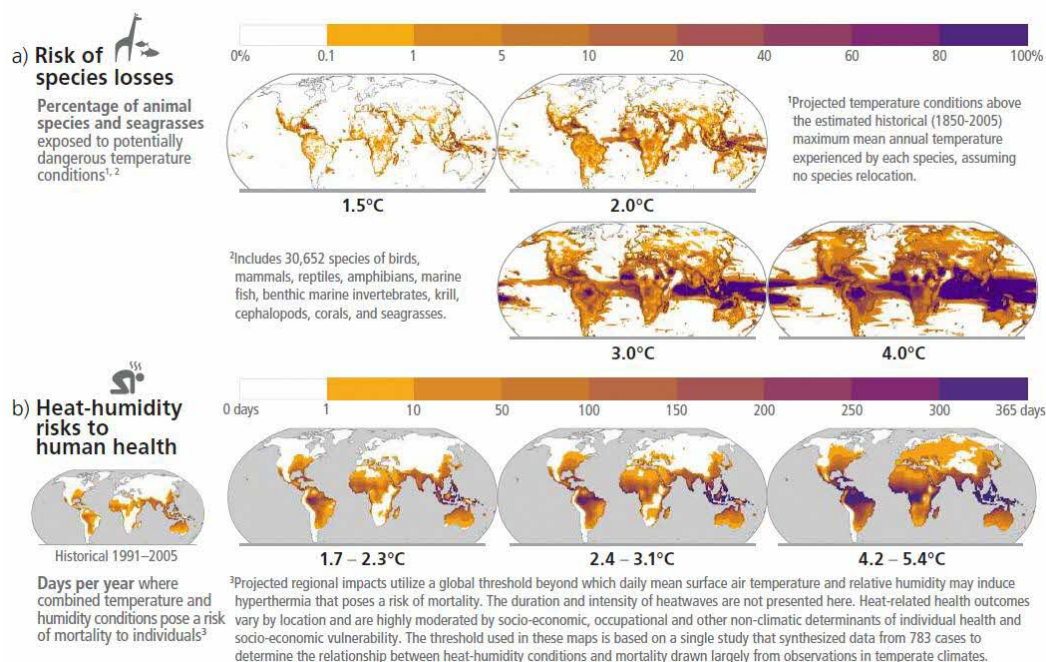 a) Risk of
species losses
Percentage of animal
species and seagrasses
exposed to potentially
dangerous temperature
conditions1, 2
0% 0.1 1 5 10 20 40 60 80 100%
1.5°C
2.0°C
1Projected temperature conditions above
the estimated historical (1850-2005)
maximum mean annual temperature
experienced by each species, assuming
no species relocation.
2Includes 30,652 species of birds,
mammals, reptiles, amphibians, marine
fish, benthic marine invertebrates, krill,
cephalopods, corals, and seagrasses.
3.0°C
4.0°C
b) Heat-humidity
risks to
human health
0 days 1 10 50 100 150 200 250 300 365 days
Historical 1991–2005
1.7 – 2.3°C
2.4 – 3.1°C
4.2 – 5.4°C
Days per year where
combined temperature and
humidity conditions pose a risk
of mortality to individuals3
3Projected regional impacts utilize a global threshold beyond which daily mean surface air temperature and relative humidity may induce
hyperthermia that poses a risk of mortality. The duration and intensity of heatwaves are not presented here. Heat-related health outcomes
vary by location and are highly moderated by socio-economic, occupational and other non-climatic determinants of individual health and
socio-economic vulnerability. The threshold used in these maps is based on a single study that synthesized data from 783 cases to
determine the relationship between heat-humidity conditions and mortality drawn largely from observations in temperate climates.